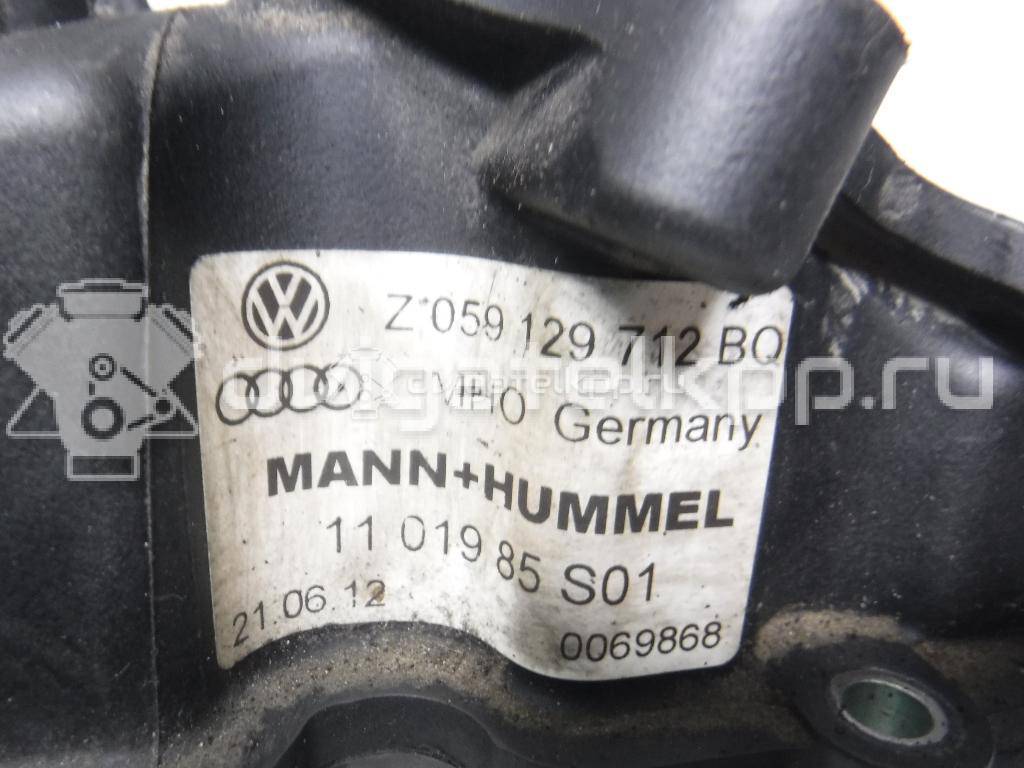 Z 059 129 712 BQ
Germany
MANN+HUMMEL
11 019 85 S01
21.06.12
0069868